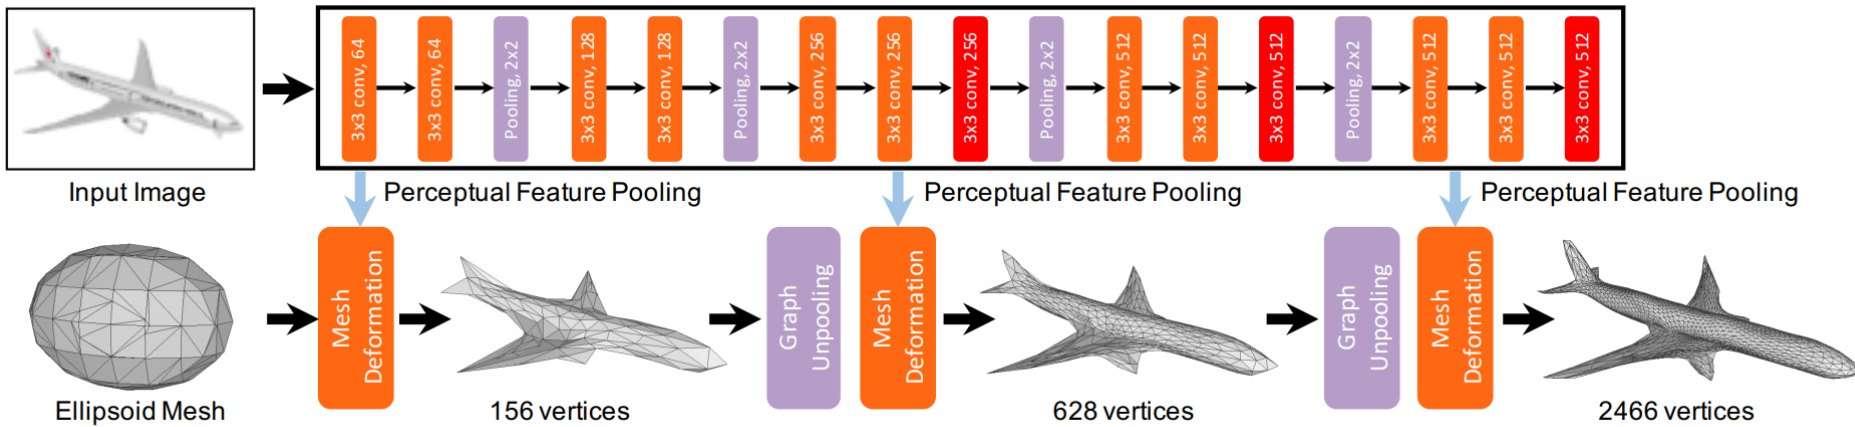 3x3 conv, 64
3x3 conv, 64
Pooling, 2x2
3x3 conv, 128
3x3 conv, 128
Pooling, 2x2
3x3 conv, 256
3x3 conv, 256
3x3 conv, 256
Pooling, 2x2
3x3 conv, 512
3x3 conv, 512
3x3 conv, 512
Pooling, 2x2
3x3 conv, 512
3x3 conv, 512
3x3 conv, 512
Input Image
Perceptual Feature Pooling
Perceptual Feature Pooling
Perceptual Feature Pooling
Mesh
Deformation
Graph
Unpooling
Mesh
Deformation
Graph
Unpooling
Mesh
Deformation
Ellipsoid Mesh
156 vertices
628 vertices
2466 vertices